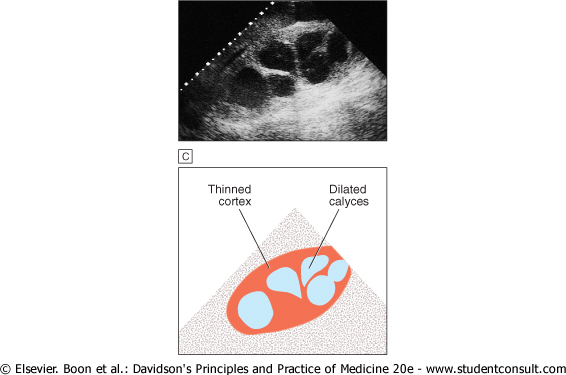 C
Thinned
cortex
Dilated
calyces
© Elsevier. Boon et al.: Davidson's Principles and Practice of Medicine 20e - www.studentconsult.com